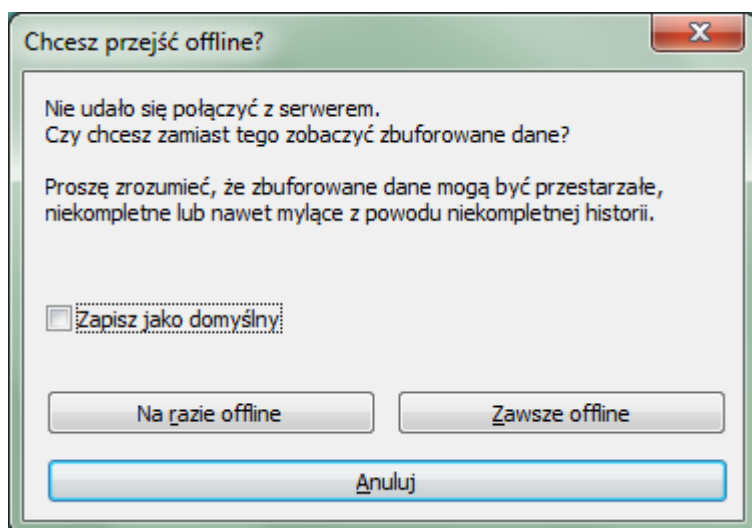 Chcesz przejść offline?
Nie udało się połączyć z serwerem.
Czy chcesz zamiast tego zobaczyć zbuforowane dane?
Proszę zrozumieć, że zbuforowane dane mogą być przestarzałe,
niekompletne lub nawet mylące z powodu niekompletnej historii.
Zapisz jako domyślny
Na razie offline
Zawsze offline
Anuluj